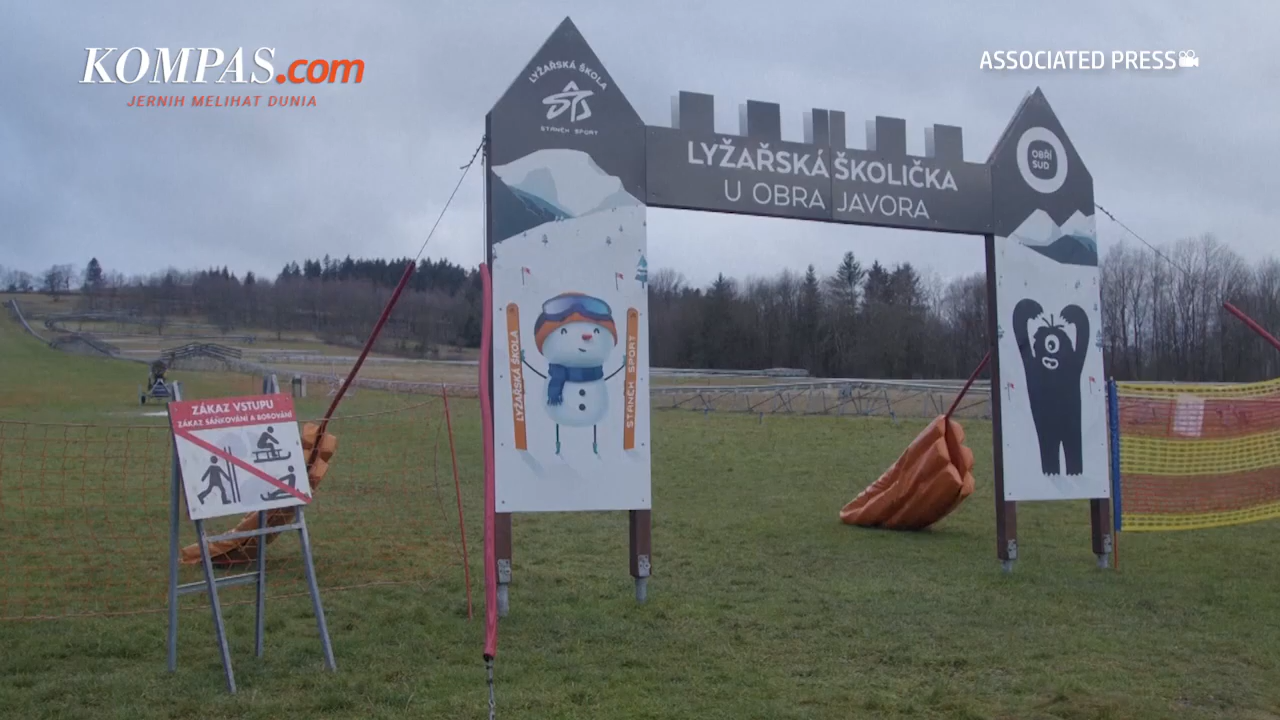 KOMPAS.com
JERNIH MELIHAT DUNIA
ASSOCIATED PRESS
LYŽAŘSKÁ ŠKOLA
STANĚK SPORT
LYŽAŘSKÁ ŠKOLIČKA
U OBRA JAVORA
OBŘÍ
SUD
LYŽAŘSKÁ ŠKOLA
STANĚK SPORT
ZÁKAZ VSTUPU
ZÁKAZ SÁŇKOVÁNÍ A BOBOVÁNÍ